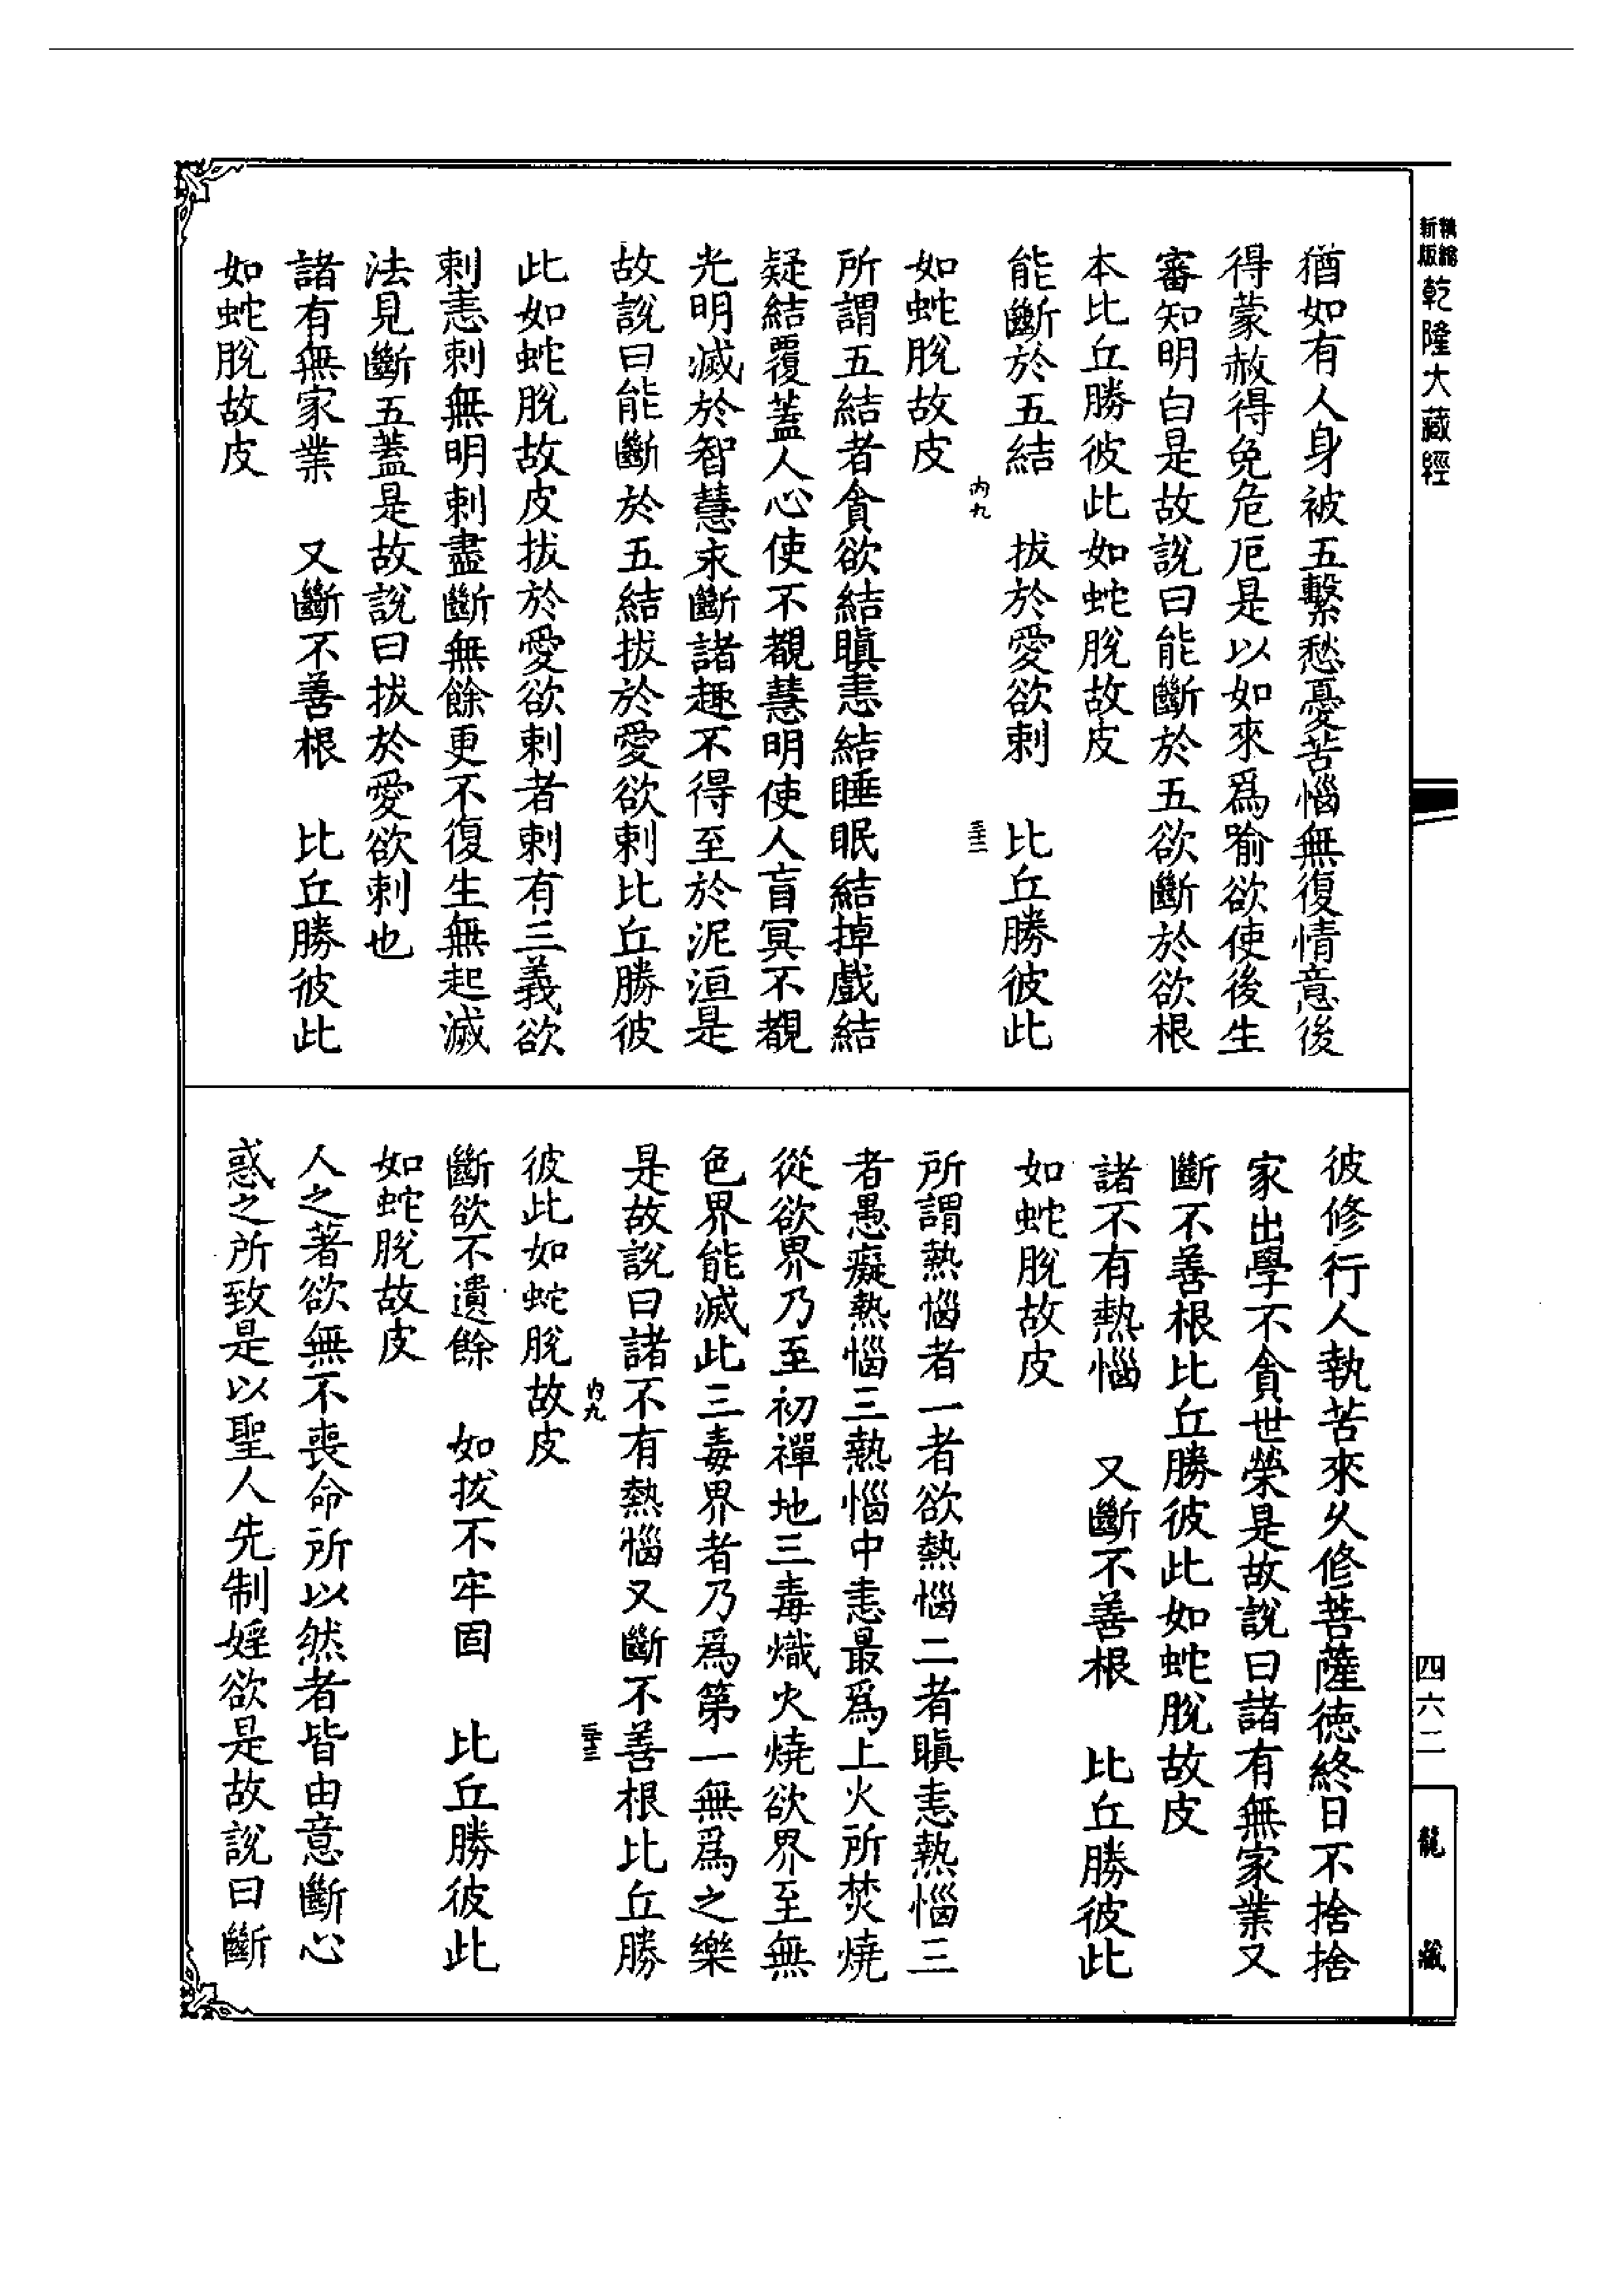 新版精縮乾隆大藏經
猶如有人身被五繫愁憂苦惱無復情意後
得蒙赦得免危厄是以如來爲喻欲使後生
審知明白是故說曰能斷於五欲斷於欲根
本比丘勝彼此如蛇脫故皮
能斷於五結　拔於愛欲刺　比丘勝彼此
如蛇脫故皮
內九
三十二
所謂五結者貪欲結瞋恚結睡眠結掉戲結
疑結覆蓋人心使不覩慧明使人盲冥不覩
光明滅於智慧永斷諸趣不得至於泥洹是
故說曰能斷於五結拔於愛欲刺比丘勝彼
此如蛇脫故皮拔於愛欲刺者刺有三義欲
刺恚刺無明刺盡斷無餘更不復生無起滅
法見斷五蓋是故說曰拔於愛欲刺也
諸有無家業　又斷不善根　比丘勝彼此
如蛇脫故皮
彼修行人執苦來久修菩薩德終日不捨捨
家出學不貪世榮是故說曰諸有無家業又
斷不善根比丘勝彼此如蛇脫故皮
諸不有熱惱　又斷不善根　比丘勝彼此
如蛇脫故皮
所謂熱惱者一者欲熱惱二者瞋恚熱惱三
者愚癡熱惱三熱惱中恚最爲上火所焚燒
從欲界乃至初禪地三毒熾火燒欲界至無
色界能滅此三毒界者乃爲第一無爲之樂
是故說曰諸不有熱惱又斷不善根比丘勝
內九
三十三
彼此如蛇脫故皮
斷欲不遺餘　如拔不牢固　比丘勝彼此
如蛇脫故皮
人之著欲無不喪命所以然者皆由意斷心
惑之所致是以聖人先制婬欲是故說曰斷
四六二
龍藏